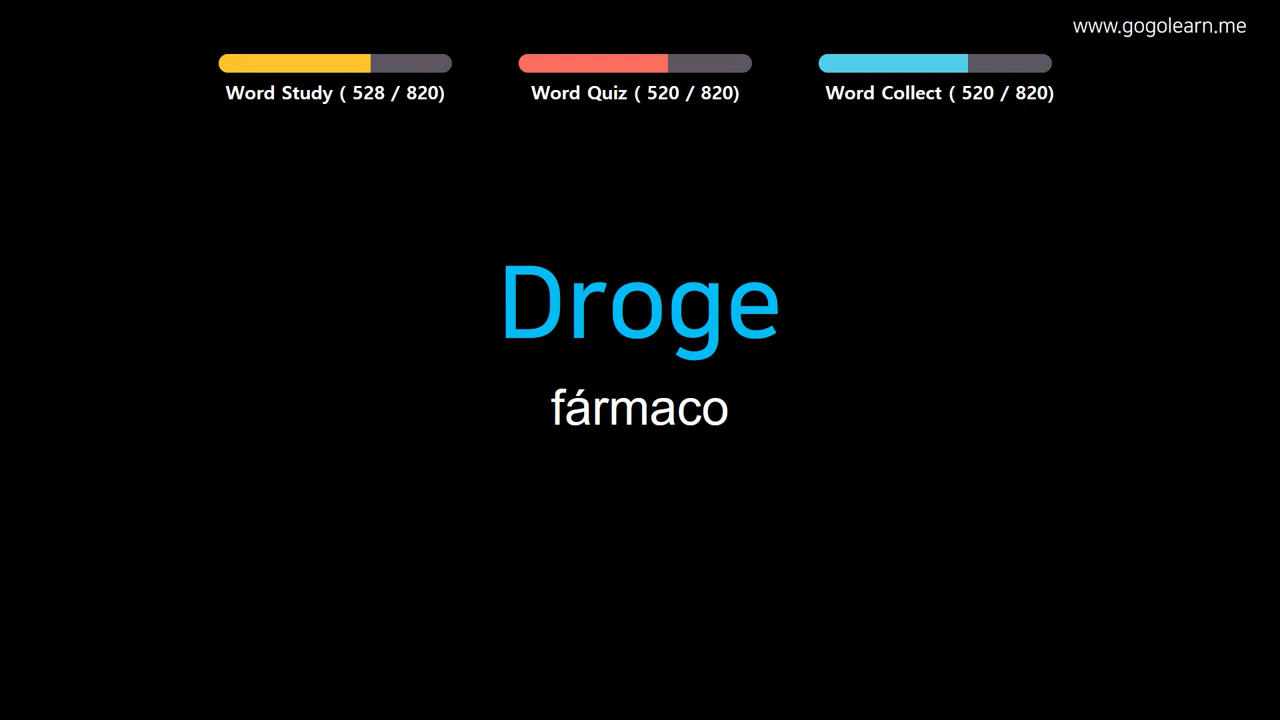 www.gogolearn.me
Word Study ( 528 / 820)
Word Quiz ( 520 / 820)
Word Collect ( 520 / 820)
Droge
fármaco